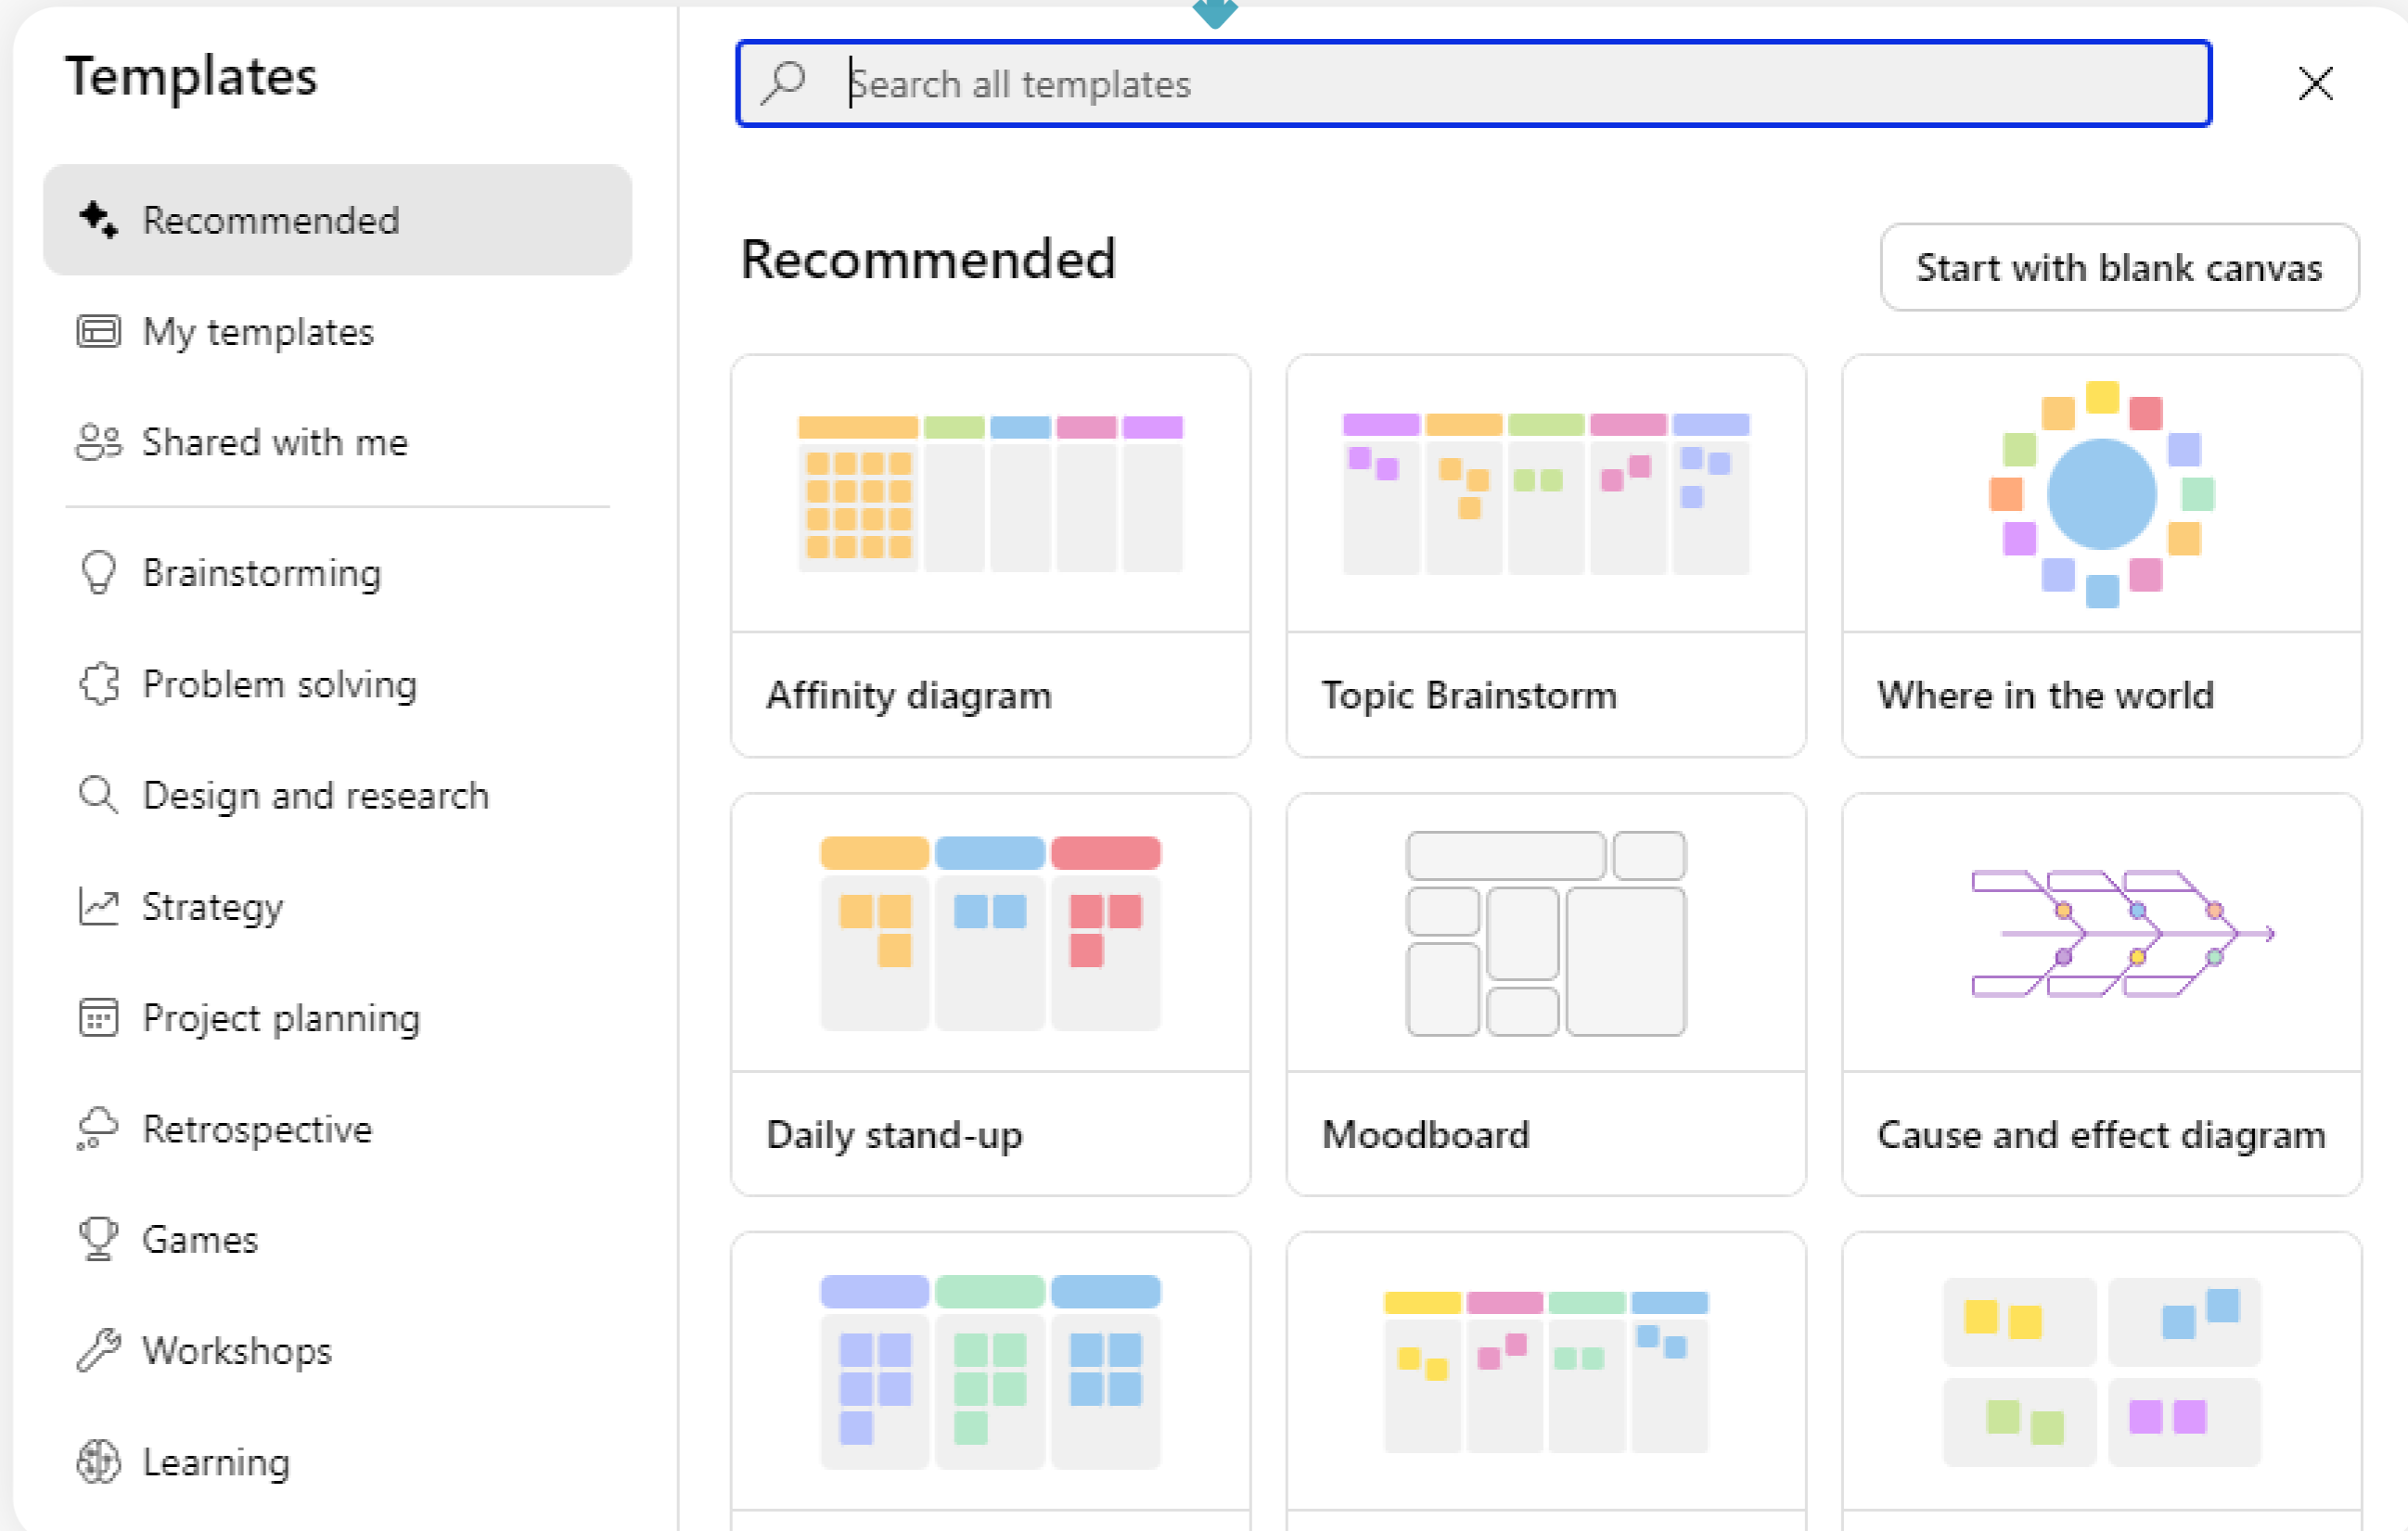 Templates
Recommended
My templates
Shared with me
Brainstorming
Problem solving
Design and research
Strategy
Project planning
Retrospective
Games
Workshops
Learning
Search all templates
Recommended
Start with blank canvas
Affinity diagram
Topic Brainstorm
Where in the world
Daily stand-up
Moodboard
Cause and effect diagram